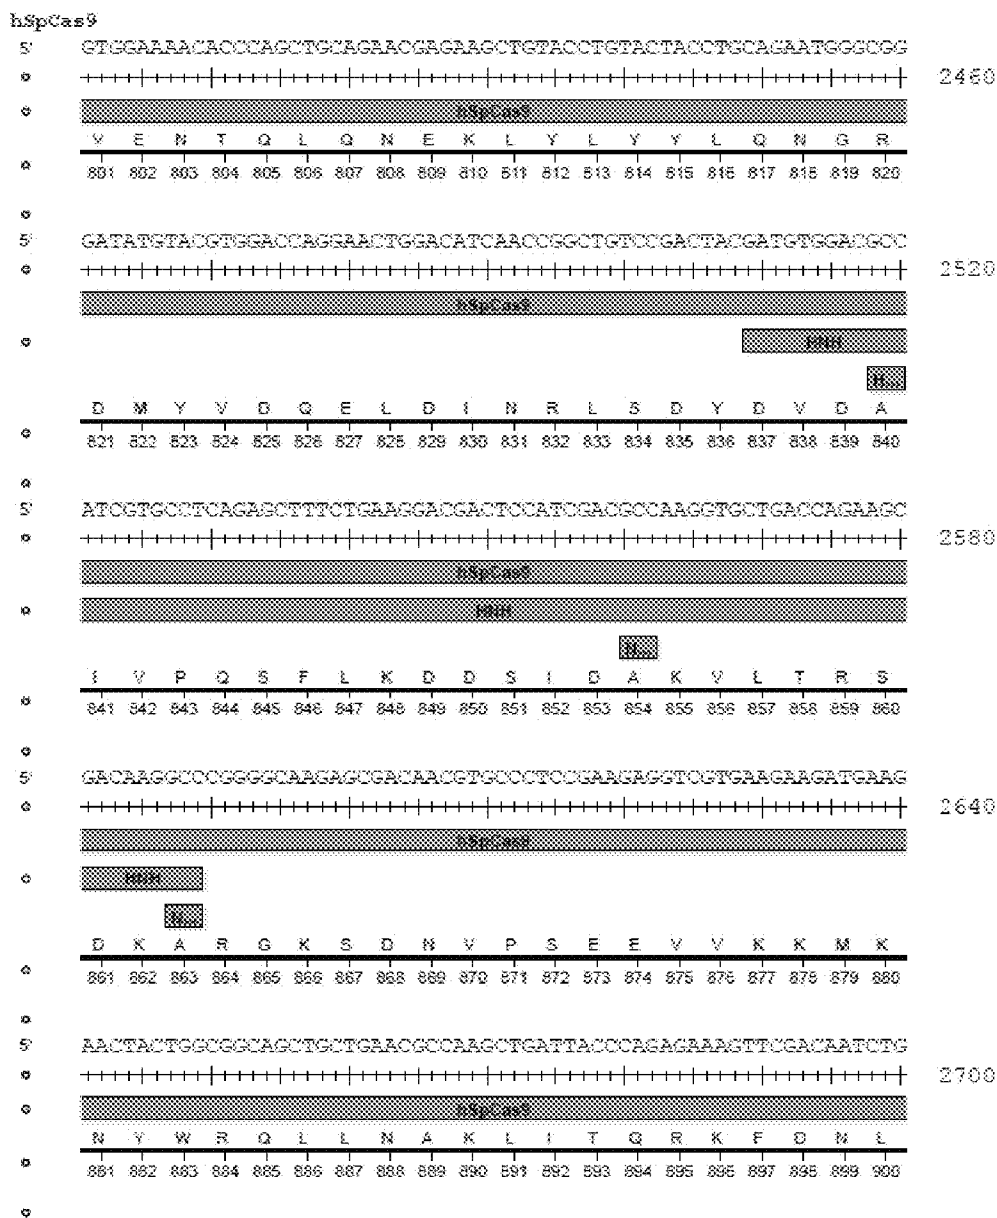 hSpCas9
5' GTGGAAAACACCCAGCTGCAGAACGAGAAGCTGTACCTGTACTACCTGCAGAATGGGCGG
2460
hSpCas9
V E N T Q L Q N E K L Y L Y Y L Q N G R
801 802 803 804 805 806 807 808 809 810 811 812 813 814 815 816 817 818 819 820
5' GATATGTACGTGGACCAGGAACTGGACATCAACCGGCTGTCCGACTACGATGTGGACGCC
2520
hSpCas9
HNH
H...
D M Y V D Q E L D I N R L S D Y D V D A
821 822 823 824 825 826 827 828 829 830 831 832 833 834 835 836 837 838 839 840
5' ATCGTGCCTCAGAGCTTTCTGAAGGACGACTCCATCGACGCCAAGGTGCTGACCAGAAGC
2580
hSpCas9
HNH
N...
I V P Q S F L K D D S I D A K V L T R S
841 842 843 844 845 846 847 848 849 850 851 852 853 854 855 856 857 858 859 860
5' GACAAGGCCCGGGGCAAGAGCGACAACGTGCCCTCCGAAGAGGTCGTGAAGAAGATGAAG
2640
hSpCas9
HNH
N...
D K A R G K S D N V P S E E V V K K M K
861 862 863 864 865 866 867 868 869 870 871 872 873 874 875 876 877 878 879 880
5' AACTACTGGCGGCAGCTGCTGAACGCCAAGCTGATTACCCAGAGAAAGTTCGACAATCTG
2700
hSpCas9
N Y W R Q L L N A K L I T Q R K F D N L
881 882 883 884 885 886 887 888 889 890 891 892 893 894 895 896 897 898 899 900